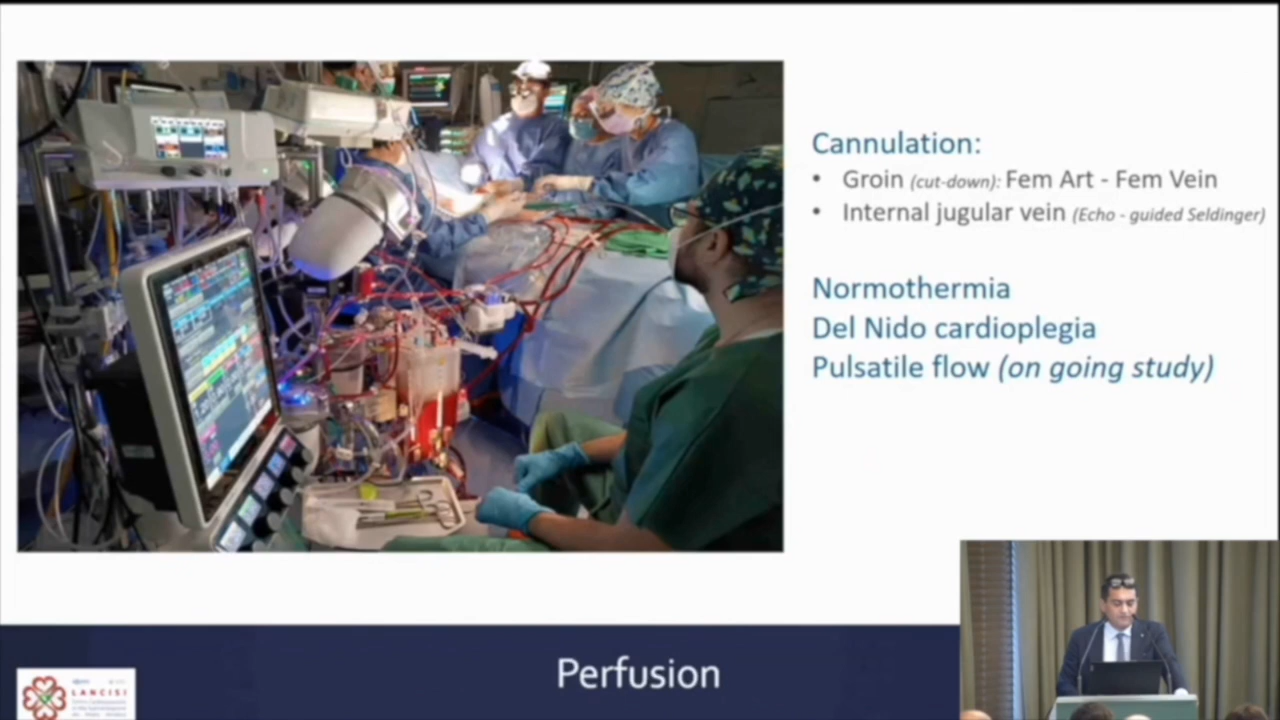 Cannulation:
• Groin (cut-down): Fem Art - Fem Vein
• Internal jugular vein (Echo - guided Seldinger)
Normothermia
Del Nido cardioplegia
Pulsatile flow (on going study)
Perfusion
LANCISI